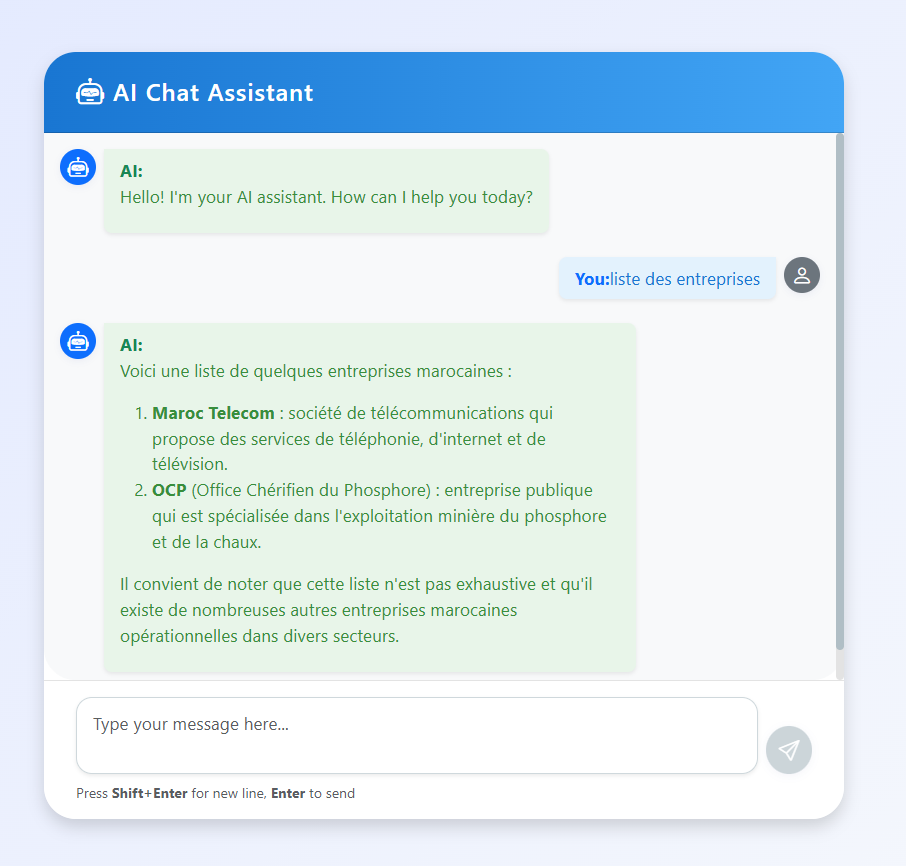 AI Chat Assistant
AI:
Hello! I'm your AI assistant. How can I help you today?
You:liste des entreprises
AI:
Voici une liste de quelques entreprises marocaines :
1. Maroc Telecom : société de télécommunications qui
propose des services de téléphonie, d'internet et de
télévision.
2. OCP (Office Chérifien du Phosphore) : entreprise publique
qui est spécialisée dans l'exploitation minière du phosphore
et de la chaux.
Il convient de noter que cette liste n'est pas exhaustive et qu'il
existe de nombreuses autres entreprises marocaines
opérationnelles dans divers secteurs.
Type your message here...
Press Shift+Enter for new line, Enter to send